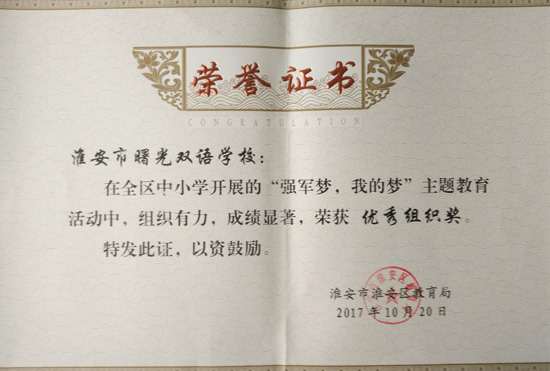 荣誉证书
CONGRATULATION
淮安市曙光双语学校:
在全区中小学开展的“强军梦,我的梦”主题教育
活动中,组织有力,成绩显著,荣获 优秀组织奖。
特发此证,以资鼓励。
淮安市淮安区教育局
2017年10月20日